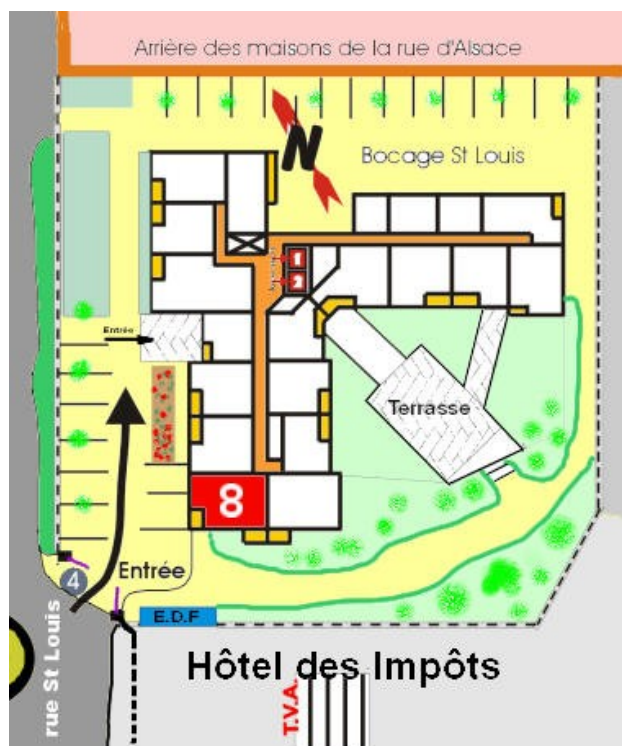 Arrière des maisons de la rue d'Alsace
N
Bocage St Louis
1
2
Entrée
Terrasse
8
4
Entrée
E.D.F
rue St Louis
Hôtel des Impôts
T.V.A.